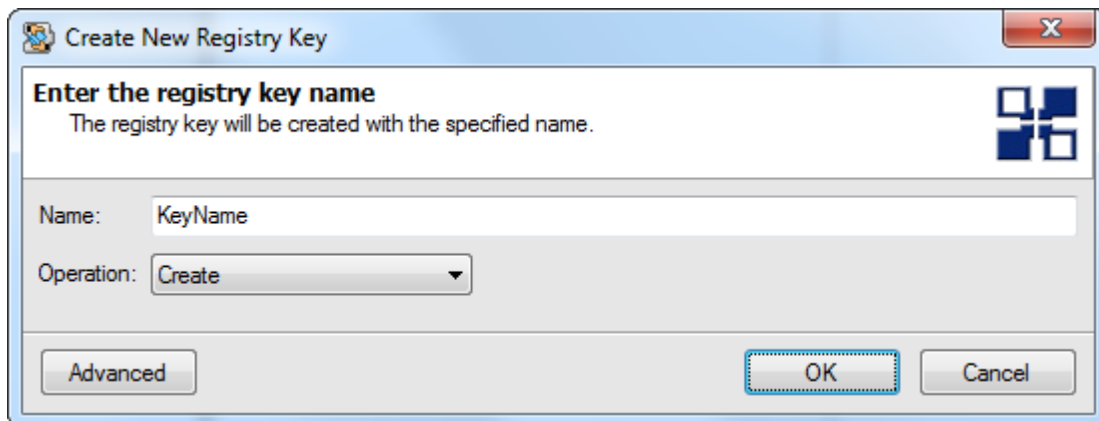 Create New Registry Key
Enter the registry key name
The registry key will be created with the specified name.
Name: KeyName
Operation: Create
Advanced OK Cancel